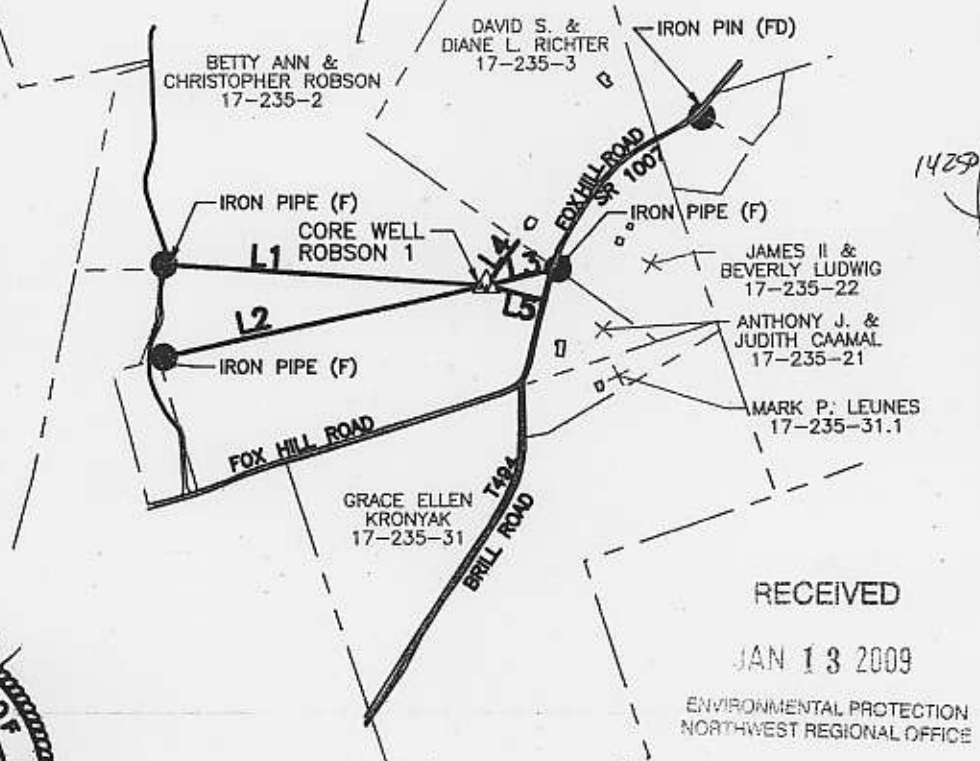 DAVID S. &
DIANE L. RICHTER
17-235-3
IRON PIN (FD)
BETTY ANN &
CHRISTOPHER ROBSON
17-235-2
FOX HILL ROAD
SR 1007
IRON PIPE (F)
CORE WELL
ROBSON 1
IRON PIPE (F)
L1
L4
L3
L5
L2
JAMES II &
BEVERLY LUDWIG
17-235-22
ANTHONY J. &
JUDITH CAAMAL
17-235-21
IRON PIPE (F)
MARK P. LEUNES
17-235-31.1
FOX HILL ROAD
GRACE ELLEN
KRONYAK
17-235-31
T494
BRILL ROAD
RECEIVED
JAN 13 2009
ENVIRONMENTAL PROTECTION
NORTHWEST REGIONAL OFFICE
OF